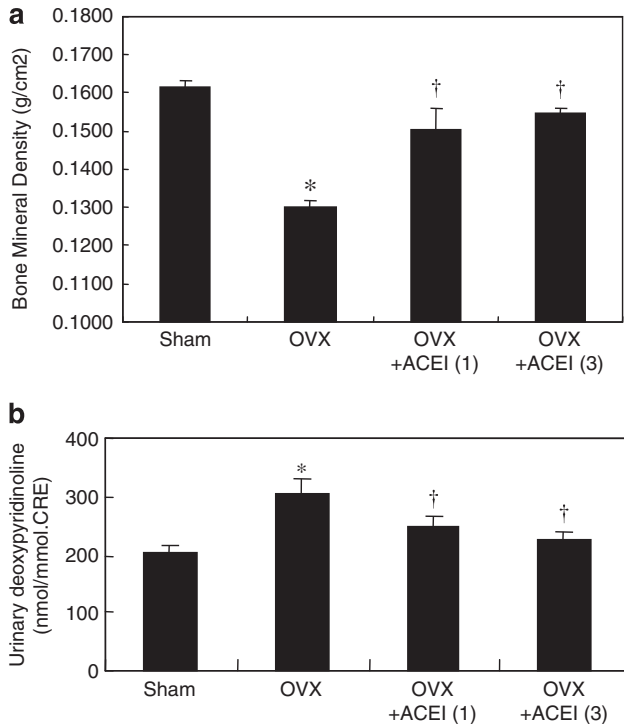 a
Bone Mineral Density (g/cm2)
0.1800
0.1700
0.1600
0.1500
0.1400
0.1300
0.1200
0.1100
0.1000
†
†
*
Sham
OVX
OVX
+ACEI (1)
OVX
+ACEI (3)
b
Urinary deoxypyridinoline
(nmol/mmol.CRE)
400
300
200
100
0
*
†
†
Sham
OVX
OVX
+ACEI (1)
OVX
+ACEI (3)